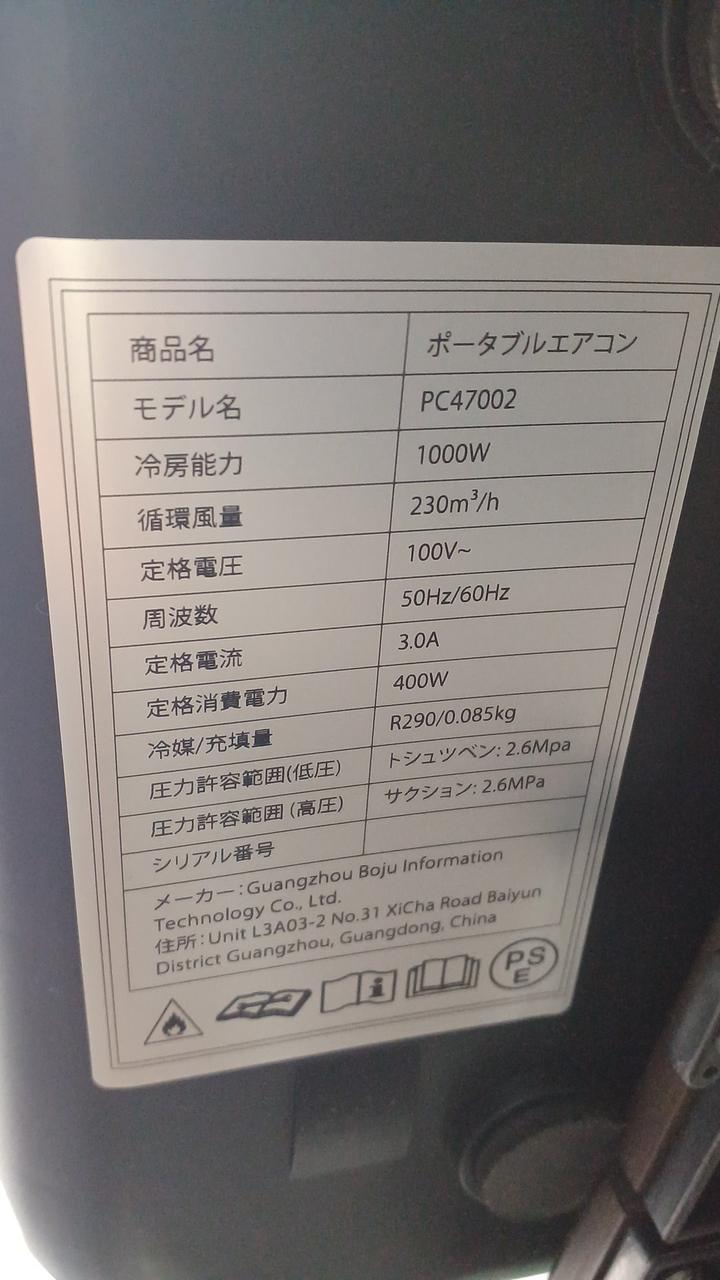 商品名 ポータブルエアコン
モデル名 PC47002
冷房能力 1000W
循環風量 230m³/h
定格電圧 100V~
周波数 50Hz/60Hz
定格電流 3.0A
定格消費電力 400W
冷媒/充填量 R290/0.085kg
圧力許容範囲(低圧) トシュツベン: 2.6Mpa
圧力許容範囲 (高圧) サクション: 2.6MPa
シリアル番号
メーカー:Guangzhou Boju Information
Technology Co., Ltd.
住所:Unit L3A03-2 No.31 XiCha Road Baiyun
District Guangzhou, Guangdong, China
PSE